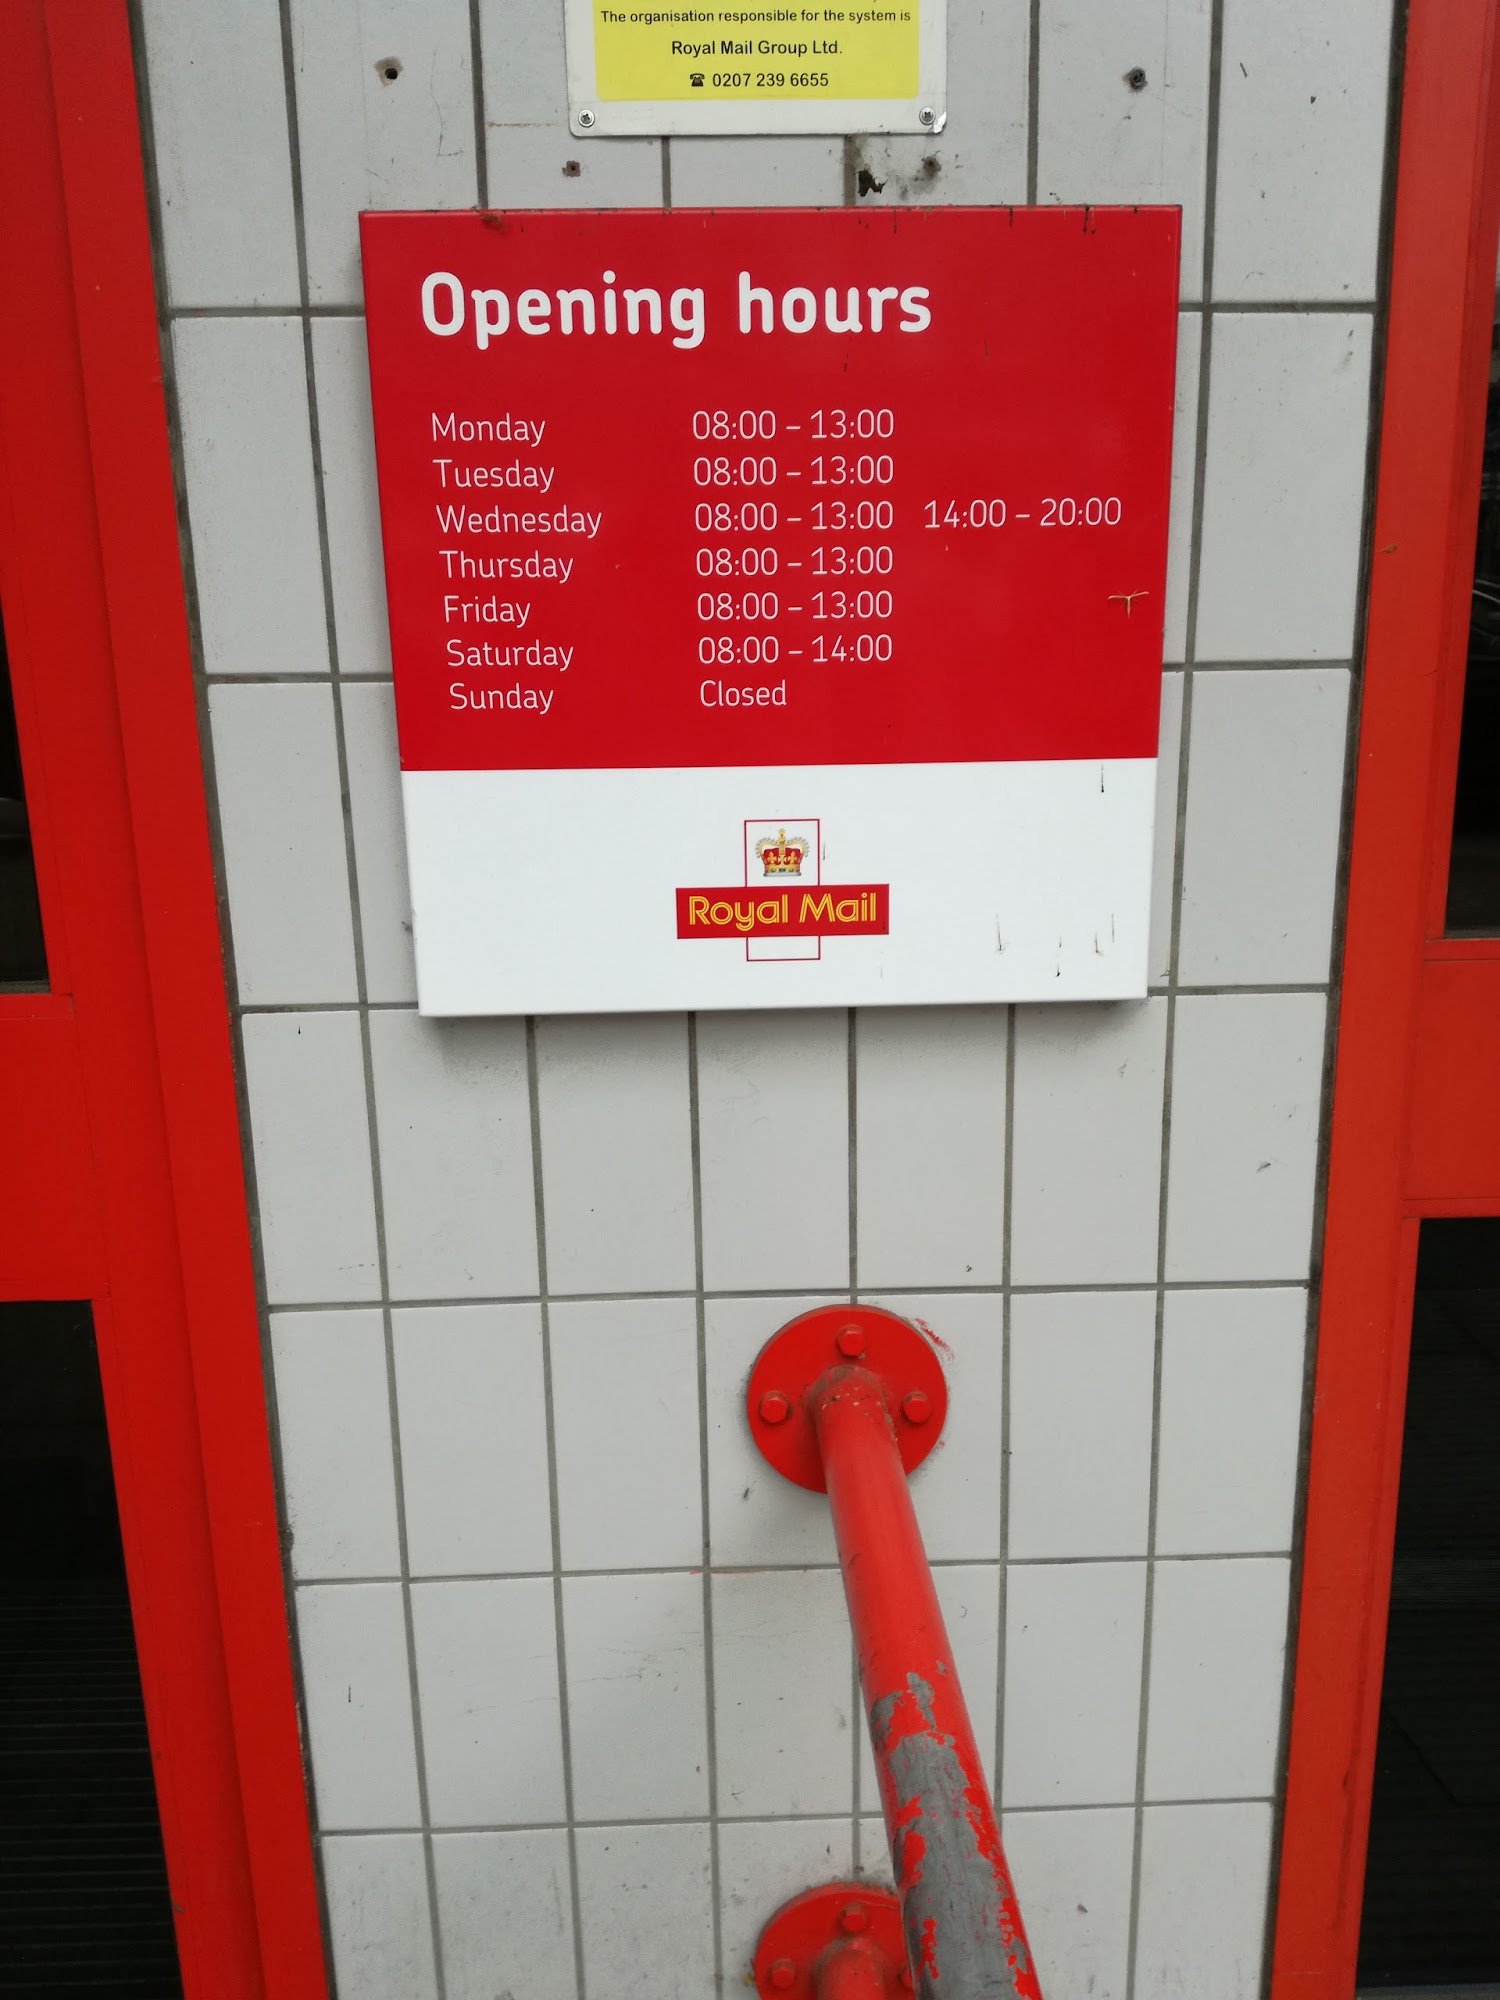 The organisation responsible for the system is
Royal Mail Group Ltd.
☎ 0207 239 6655
Opening hours
Monday 08:00 – 13:00
Tuesday 08:00 – 13:00
Wednesday 08:00 – 13:00 14:00 – 20:00
Thursday 08:00 – 13:00
Friday 08:00 – 13:00
Saturday 08:00 – 14:00
Sunday Closed
Royal Mail